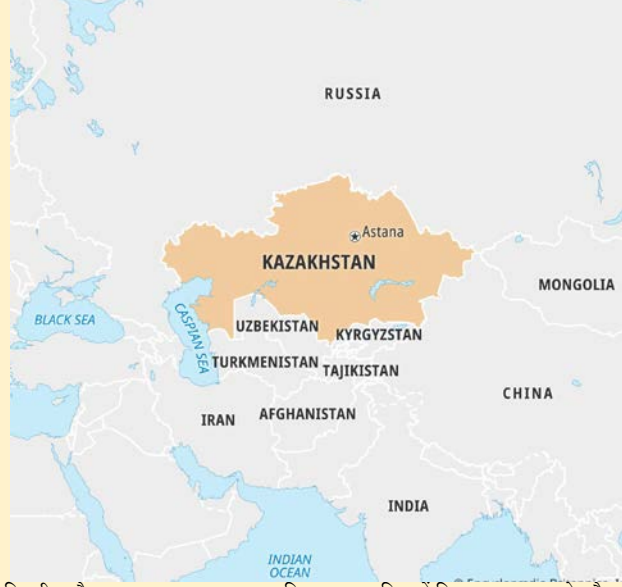 RUSSIA
Astana
KAZAKHSTAN
MONGOLIA
BLACK SEA
CASPIAN SEA
UZBEKISTAN
KYRGYZSTAN
TURKMENISTAN
TAJIKISTAN
CHINA
IRAN
AFGHANISTAN
INDIA
INDIAN
OCEAN